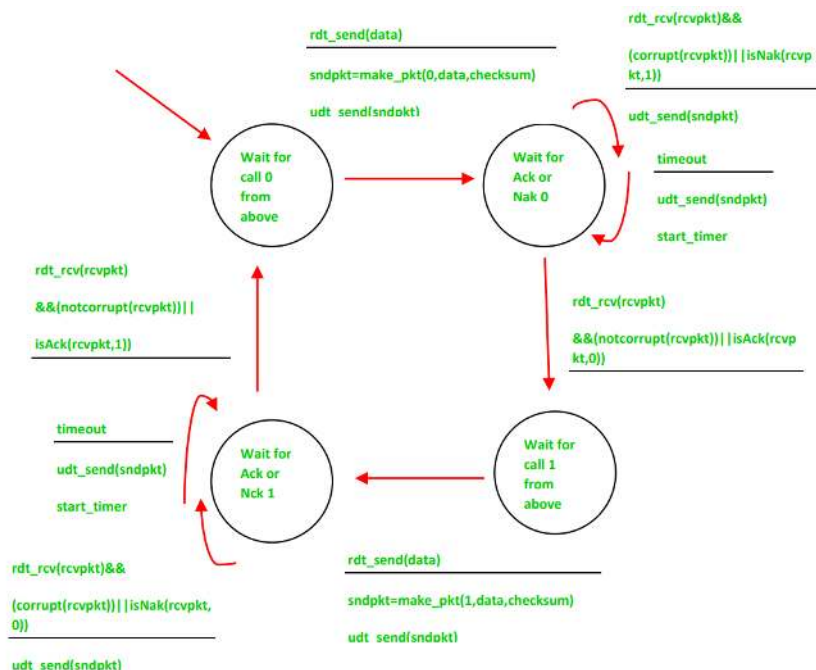 rdt_send(data)
sndpkt=make_pkt(0,data,checksum)
udt_send(sndpkt)
rdt_rcv(rcvpkt)&&
(corrupt(rcvpkt))||isNak(rcvp
kt,1))
udt_send(sndpkt)
timeout
udt_send(sndpkt)
start_timer
Wait for
call 0
from
above
Wait for
Ack or
Nak 0
rdt_rcv(rcvpkt)
&&(notcorrupt(rcvpkt))||
isAck(rcvpkt,1))
rdt_rcv(rcvpkt)
&&(notcorrupt(rcvpkt))||isAck(rcvp
kt,0))
timeout
udt_send(sndpkt)
start_timer
Wait for
Ack or
Nck 1
Wait for
call 1
from
above
rdt_rcv(rcvpkt)&&
(corrupt(rcvpkt))||isNak(rcvpkt,
0))
udt_send(sndpkt)
rdt_send(data)
sndpkt=make_pkt(1,data,checksum)
udt_send(sndpkt)